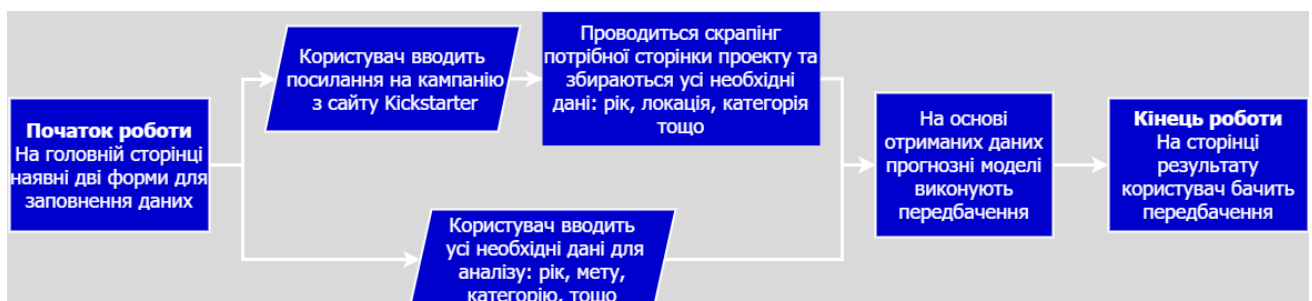 Початок роботи
На головній сторінці
наявні дві форми для
заповнення даних
Користувач вводить
посилання на кампанію
з сайту Kickstarter
Проводиться скрапінг
потрібної сторінки проекту та
збираються усі необхідні
дані: рік, локація, категорія
тощо
Користувач вводить
усі необхідні дані для
аналізу: рік, мету,
категорію, тощо
На основі
отриманих даних
прогнозні моделі
виконують
передбачення
Кінець роботи
На сторінці
результату
користувач бачить
передбачення